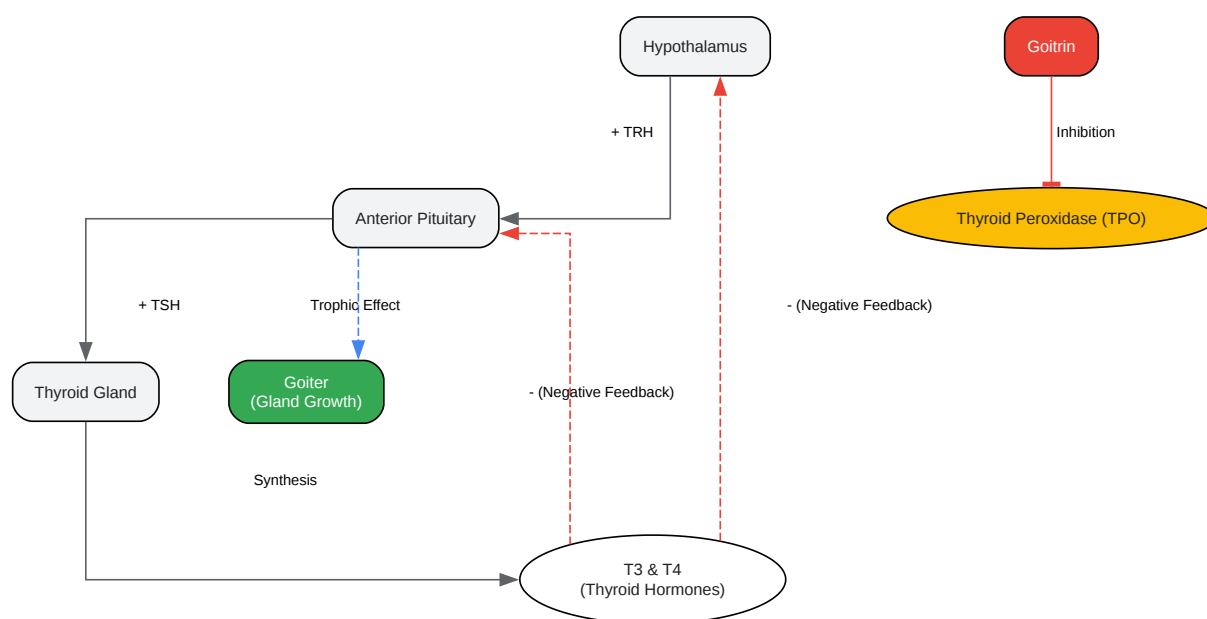 Hypothalamus
Goitrin
+ TRH
Inhibition
Anterior Pituitary
Thyroid Peroxidase (TPO)
+ TSH
Trophic Effect
- (Negative Feedback)
Thyroid Gland
Goiter
(Gland Growth)
- (Negative Feedback)
Synthesis
T3 & T4
(Thyroid Hormones)